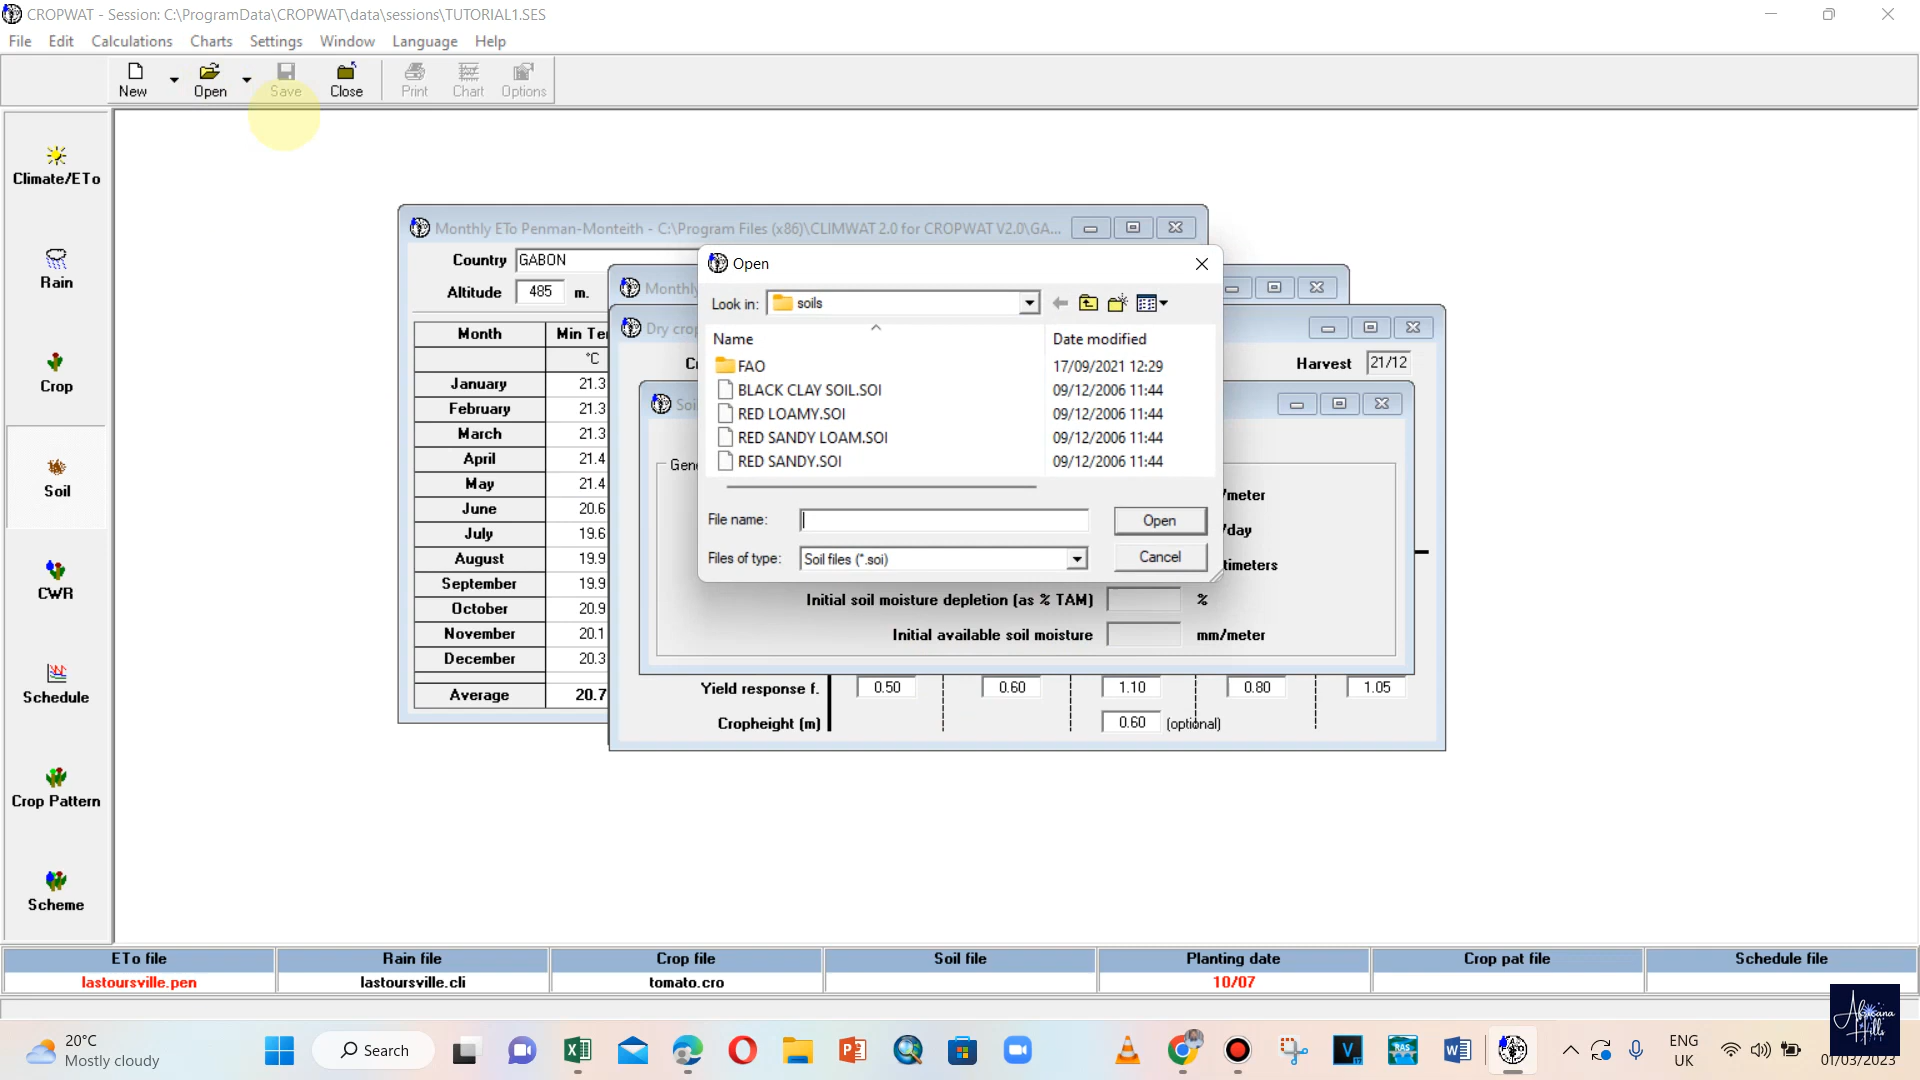 CROPWAT - Session: C:\ProgramData\CROPWAT\data\sessions\TUTORIAL1.SES
File Edit Calculations Charts Settings Window Language Help
New Open Save Close Print Chart Options
Climate/ETo
Rain
Crop
Soil
CWR
Schedule
Crop Pattern
Scheme
Monthly ETo Penman-Monteith - C:\Program Files (x86)\CLIMWAT 2.0 for CROPWAT V2.0\GA...
Country GABON
Altitude 485 m.
Month Min Te
°C
January 21.3
February 21.3
March 21.3
April 21.4
May 21.4
June 20.6
July 19.6
August 19.9
September 19.9
October 20.9
November 20.1
December 20.3
Average 20.7
Monthly
Dry crop
Harvest 21/12
Soi
Gene
/meter
/day
timeters
Initial soil moisture depletion (as % TAM) %
Initial available soil moisture mm/meter
Yield response f. 0.50 0.60 1.10 0.80 1.05
Cropheight (m) 0.60 (optional)
Open
Look in: soils
Name Date modified
FAO 17/09/2021 12:29
BLACK CLAY SOIL.SOI 09/12/2006 11:44
RED LOAMY.SOI 09/12/2006 11:44
RED SANDY LOAM.SOI 09/12/2006 11:44
RED SANDY.SOI 09/12/2006 11:44
File name: Open
Files of type: Soil files (*.soi) Cancel
ETo file Rain file Crop file Soil file Planting date Crop pat file Schedule file
lastoursville.pen lastoursville.cli tomato.cro 10/07
20°C
Mostly cloudy
Search
ENG
UK
01/03/2023
Africana
Hills